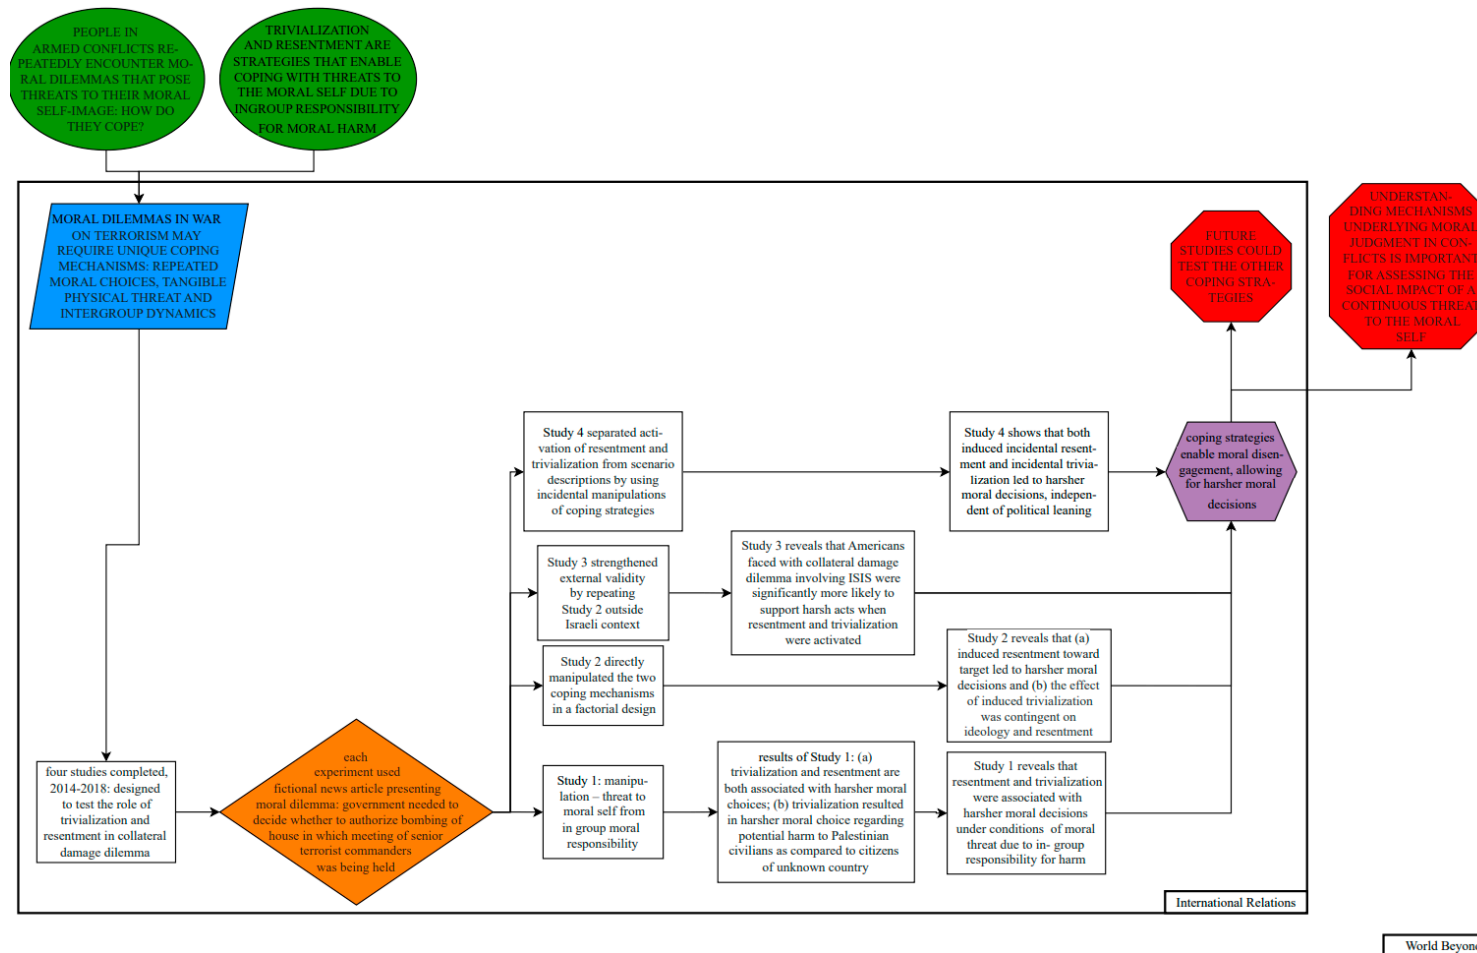 PEOPLE IN
ARMED CONFLICTS RE-
PEATEDLY ENCOUNTER MO-
RAL DILEMMAS THAT POSE
THREATS TO THEIR MORAL
SELF-IMAGE: HOW DO
THEY COPE?
TRIVIALIZATION
AND RESENTMENT ARE
STRATEGIES THAT ENABLE
COPING WITH THREATS TO
THE MORAL SELF DUE TO
INGROUP RESPONSIBILITY
FOR MORAL HARM
MORAL DILEMMAS IN WAR
ON TERRORISM MAY
REQUIRE UNIQUE COPING
MECHANISMS: REPEATED
MORAL CHOICES, TANGIBLE
PHYSICAL THREAT AND
INTERGROUP DYNAMICS
FUTURE
STUDIES COULD
TEST THE OTHER
COPING STRA-
TEGIES
UNDERSTAN-
DING MECHANISMS
UNDERLYING MORAL
JUDGMENT IN CON-
FLICTS IS IMPORTANT
FOR ASSESSING THE
SOCIAL IMPACT OF A
CONTINUOUS THREAT
TO THE MORAL
SELF
Study 4 separated acti-
vation of resentment and
trivialization from scenario
descriptions by using
incidental manipulations
of coping strategies
Study 4 shows that both
induced incidental resent-
ment and incidental trivia-
lization led to harsher
moral decisions, indepen-
dent of political leaning
coping strategies
enable moral disen-
gagement, allowing
for harsher moral
decisions
Study 3 strengthened
external validity
by repeating
Study 2 outside
Israeli context
Study 3 reveals that Americans
faced with collateral damage
dilemma involving ISIS were
significantly more likely to
support harsh acts when
resentment and trivialization
were activated
Study 2 directly
manipulated the two
coping mechanisms
in a factorial design
Study 2 reveals that (a)
induced resentment toward
target led to harsher moral
decisions and (b) the effect
of induced trivialization
was contingent on
ideology and resentment
four studies completed,
2014-2018: designed
to test the role of
trivialization and
resentment in collateral
damage dilemma
each
experiment used
fictional news article presenting
moral dilemma: government needed to
decide whether to authorize bombing of
house in which meeting of senior
terrorist commanders
was being held
Study 1: manipu-
lation – threat to
moral self from
in group moral
responsibility
results of Study 1: (a)
trivialization and resentment are
both associated with harsher moral
choices; (b) trivialization resulted
in harsher moral choice regarding
potential harm to Palestinian
civilians as compared to citizens
of unknown country
Study 1 reveals that
resentment and trivialization
were associated with
harsher moral decisions
under conditions of moral
threat due to in- group
responsibility for harm
International Relations
World Beyond